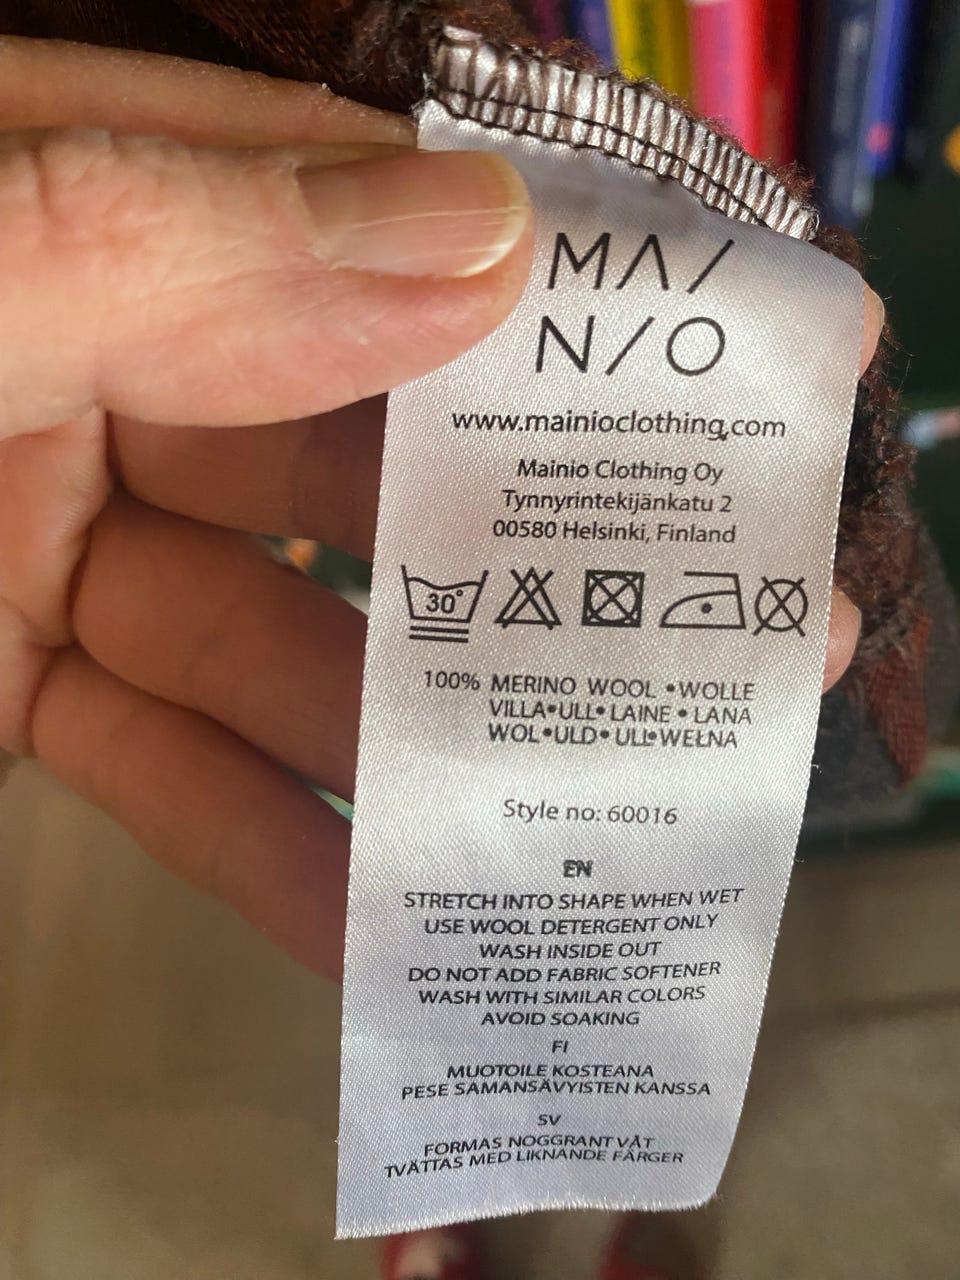 MAI
NIO
www.mainioclothing.com
Mainio Clothing Oy
Tynnyrintekijänkatu 2
00580 Helsinki, Finland
30°
100% MERINO WOOL •WOLLE
VILLA•ULL•LAINE • LANA
WOL•ULD•ULL•WEŁNA
Style no: 60016
EN
STRETCH INTO SHAPE WHEN WET
USE WOOL DETERGENT ONLY
WASH INSIDE OUT
DO NOT ADD FABRIC SOFTENER
WASH WITH SIMILAR COLORS
AVOID SOAKING
FI
MUOTOILE KOSTEANA
PESE SAMANSÄVYISTEN KANSSA
SV
FORMAS NOGGRANT VÅT
TVÄTTAS MED LIKNANDE FÄRGER